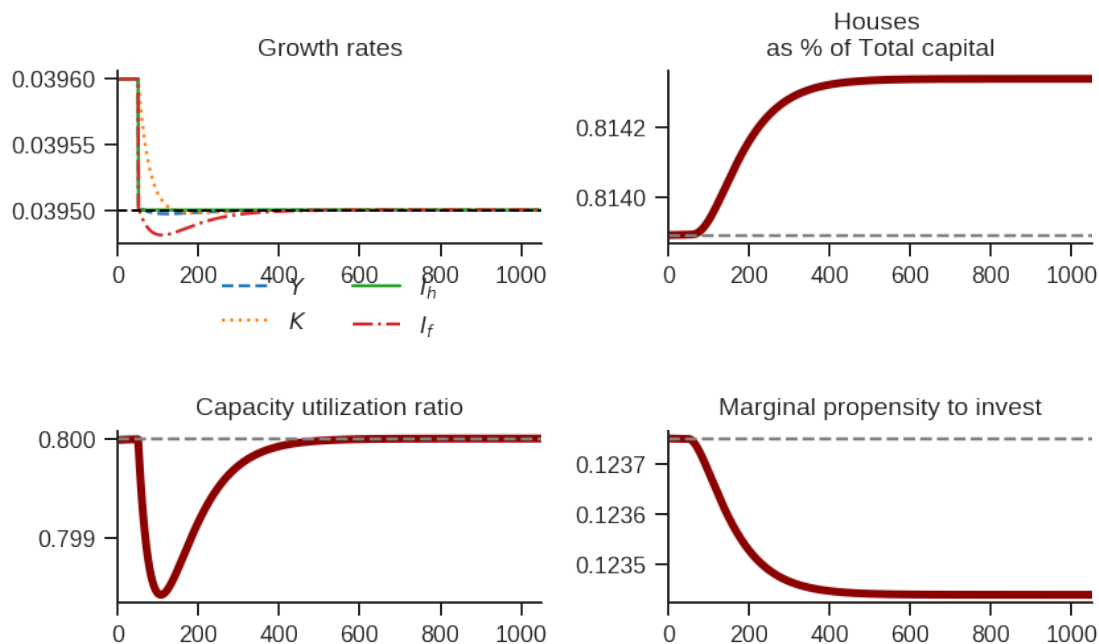 Growth rates
0.03960
0.03955
0.03950
0 200 400 600 800 1000
Y I_h
K I_f
Houses
as % of Total capital
0.8142
0.8140
0 200 400 600 800 1000
Capacity utilization ratio
0.800
0.799
0 200 400 600 800 1000
Marginal propensity to invest
0.1237
0.1236
0.1235
0 200 400 600 800 1000